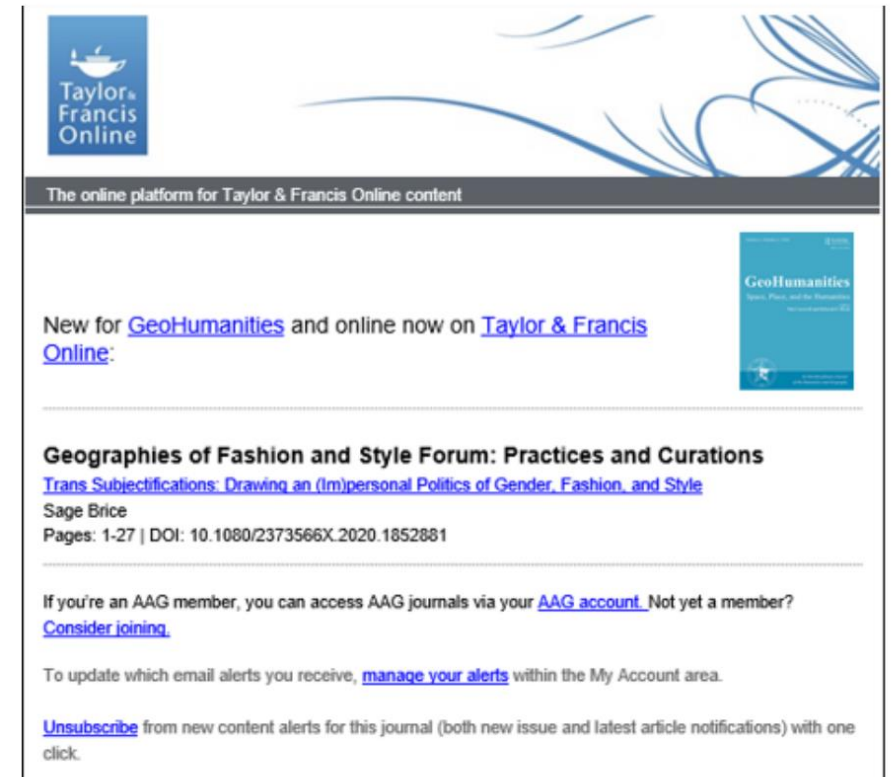 Taylor &
Francis
Online
The online platform for Taylor & Francis Online content
GeoHumanities
Space, Place, and the Humanities
New for GeoHumanities and online now on Taylor & Francis
Online:
Geographies of Fashion and Style Forum: Practices and Curations
Trans Subjectifications: Drawing an (Im)personal Politics of Gender, Fashion, and Style
Sage Brice
Pages: 1-27 | DOI: 10.1080/2373566X.2020.1852881
If you're an AAG member, you can access AAG journals via your AAG account. Not yet a member?
Consider joining.
To update which email alerts you receive, manage your alerts within the My Account area.
Unsubscribe from new content alerts for this journal (both new issue and latest article notifications) with one
click.